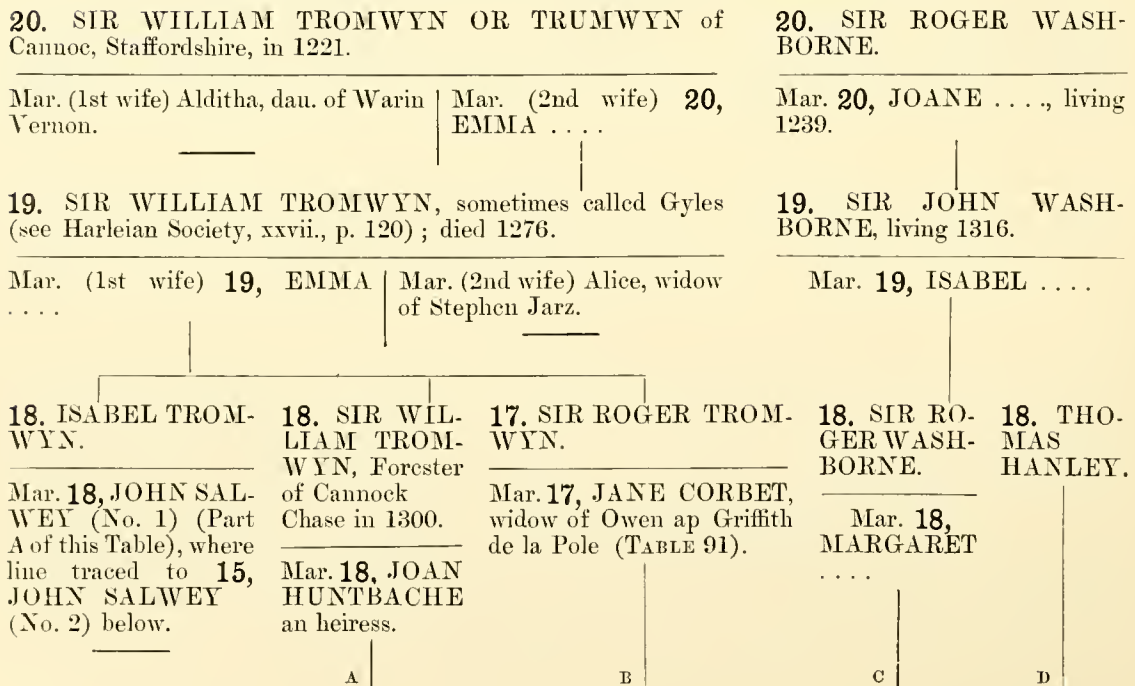 20. SIR WILLIAM TROMWYN OR TRUMWYN of
Cannoc, Staffordshire, in 1221.
Mar. (1st wife) Alditha, dau. of Warin
Vernon.
Mar. (2nd wife) 20,
EMMA ....
19. SIR WILLIAM TROMWYN, sometimes called Gyles
(see Harleian Society, xxvii., p. 120) ; died 1276.
Mar. (1st wife) 19, EMMA
....
Mar. (2nd wife) Alice, widow
of Stephen Jarz.
18. ISABEL TROM-
WYN.
Mar. 18, JOHN SAL-
WEY (No. 1) (Part
A of this Table), where
line traced to 15,
JOHN SALWEY
(No. 2) below.
18. SIR WIL-
LIAM TROM-
WYN, Forester
of Cannock
Chase in 1300.
Mar. 18, JOAN
HUNTBACHE
an heiress.
A
17. SIR ROGER TROM-
WYN.
Mar. 17, JANE CORBET,
widow of Owen ap Griffith
de la Pole (TABLE 91).
B
20. SIR ROGER WASH-
BORNE.
Mar. 20, JOANE ...., living
1239.
19. SIR JOHN WASH-
BORNE, living 1316.
Mar. 19, ISABEL ....
18. SIR RO-
GER WASH-
BORNE.
Mar. 18,
MARGARET
....
C
18. THO-
MAS
HANLEY.
D